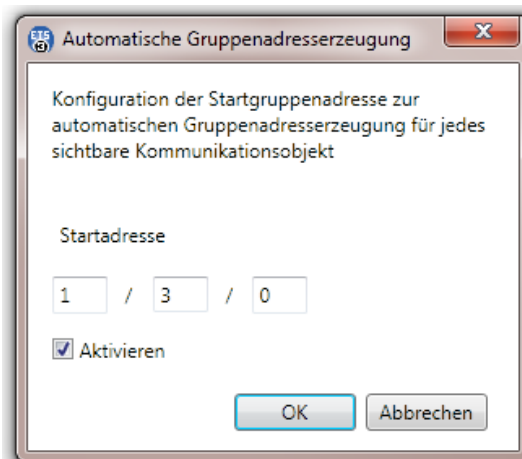 Automatische Gruppenadresserzeugung
Konfiguration der Startgruppenadresse zur
automatischen Gruppenadresserzeugung für jedes
sichtbare Kommunikationsobjekt
Startadresse
1 / 3 / 0
Aktivieren
OK Abbrechen